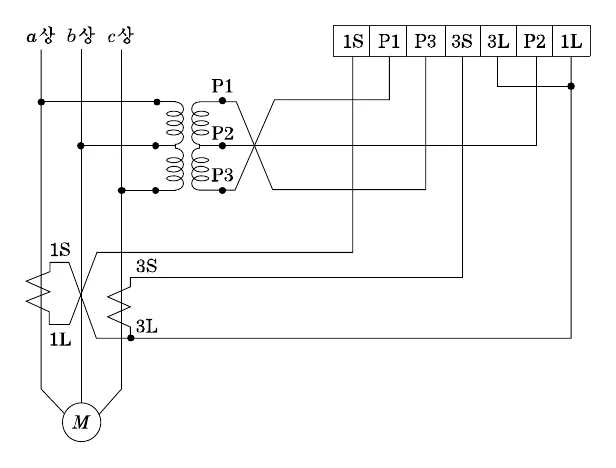 a상 b상 c상
1S P1 P3 3S 3L P2 1L
P1
P2
P3
1S
3S
1L
3L
M